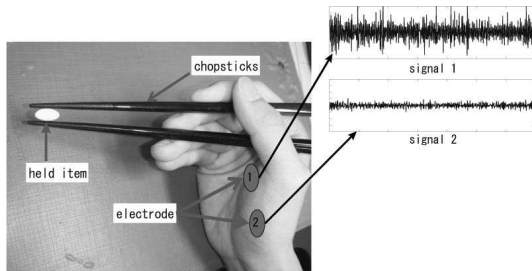 chopsticks
signal 1
signal 2
held item
electrode
1
2